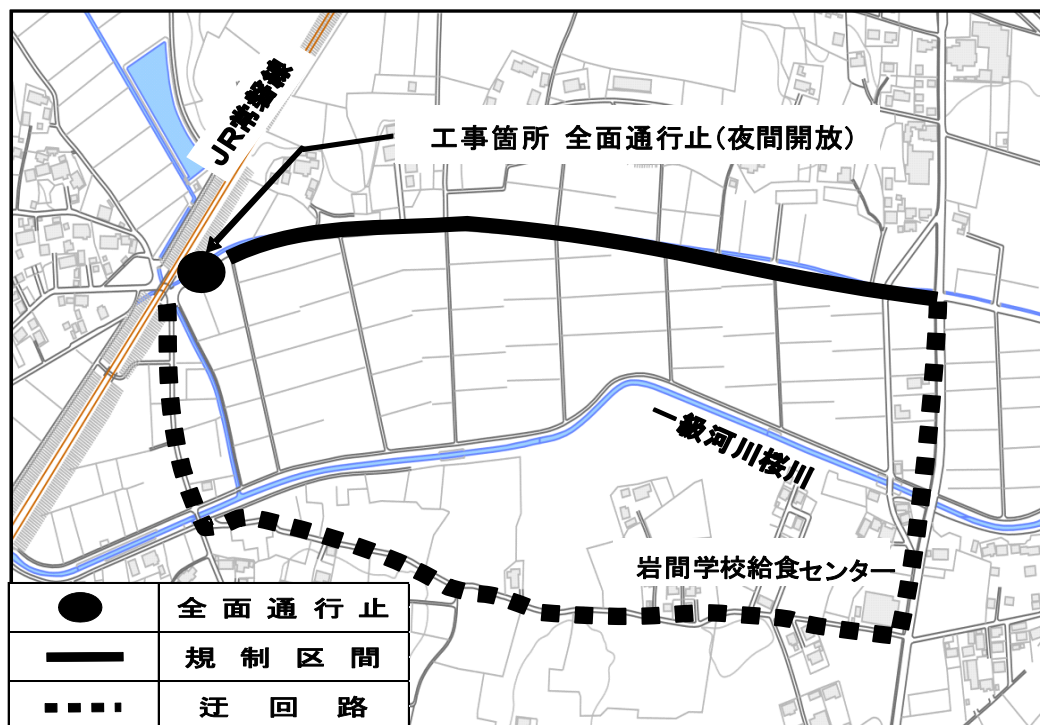 JR常磐線
工事箇所 全面通行止(夜間開放)
一級河川桜川
岩間学校給食センター
全面通行止
規制区間
迂回路